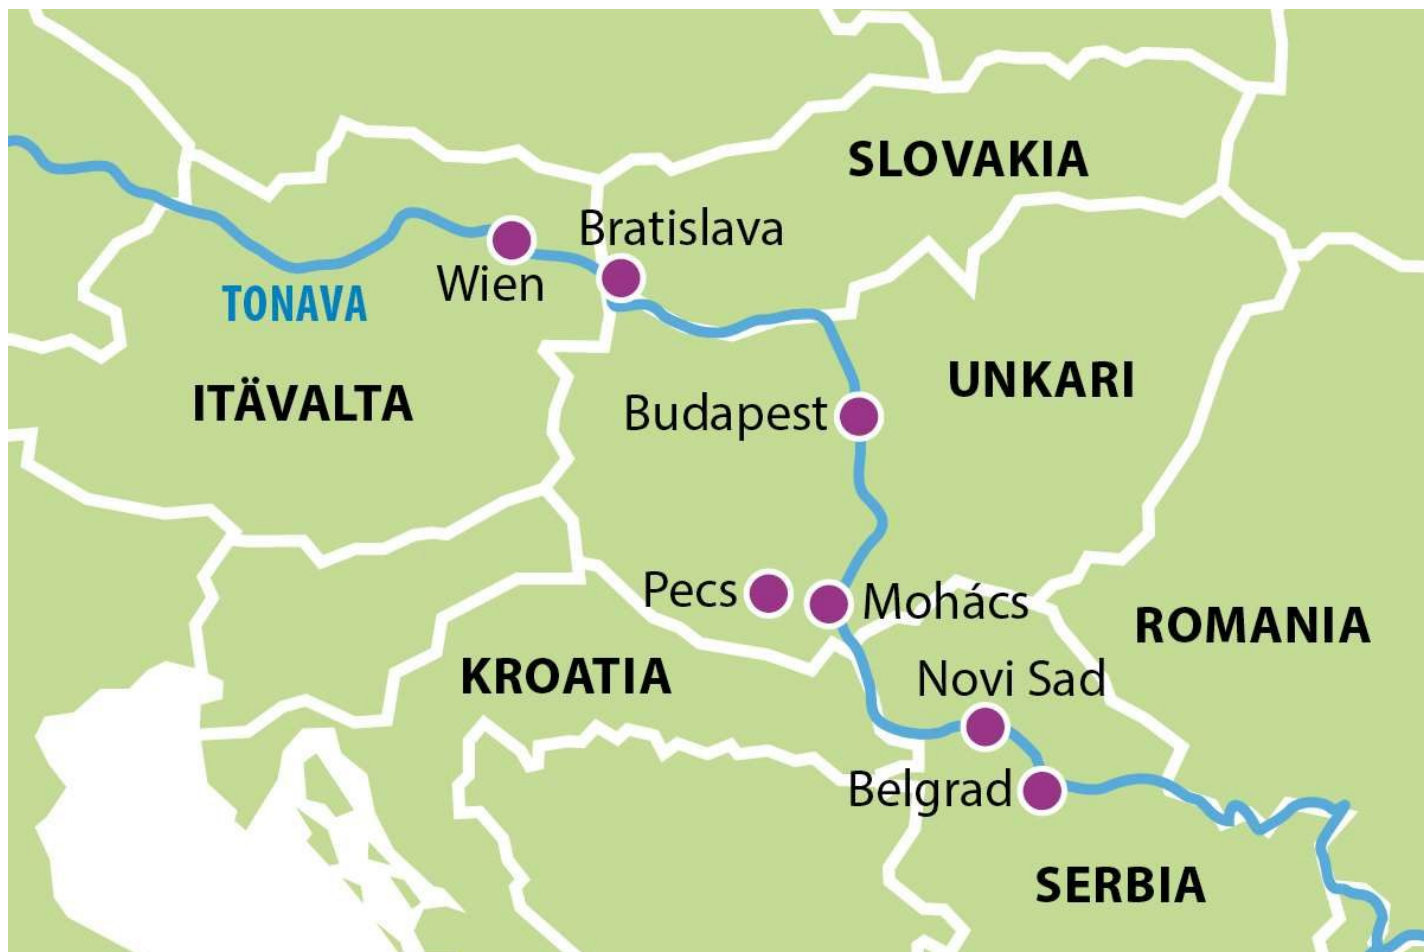 SLOVAKIA
Bratislava
Wien
TONAVA
UNKARI
ITÄVALTA
Budapest
Pecs
Mohács
ROMANIA
KROATIA
Novi Sad
Belgrad
SERBIA